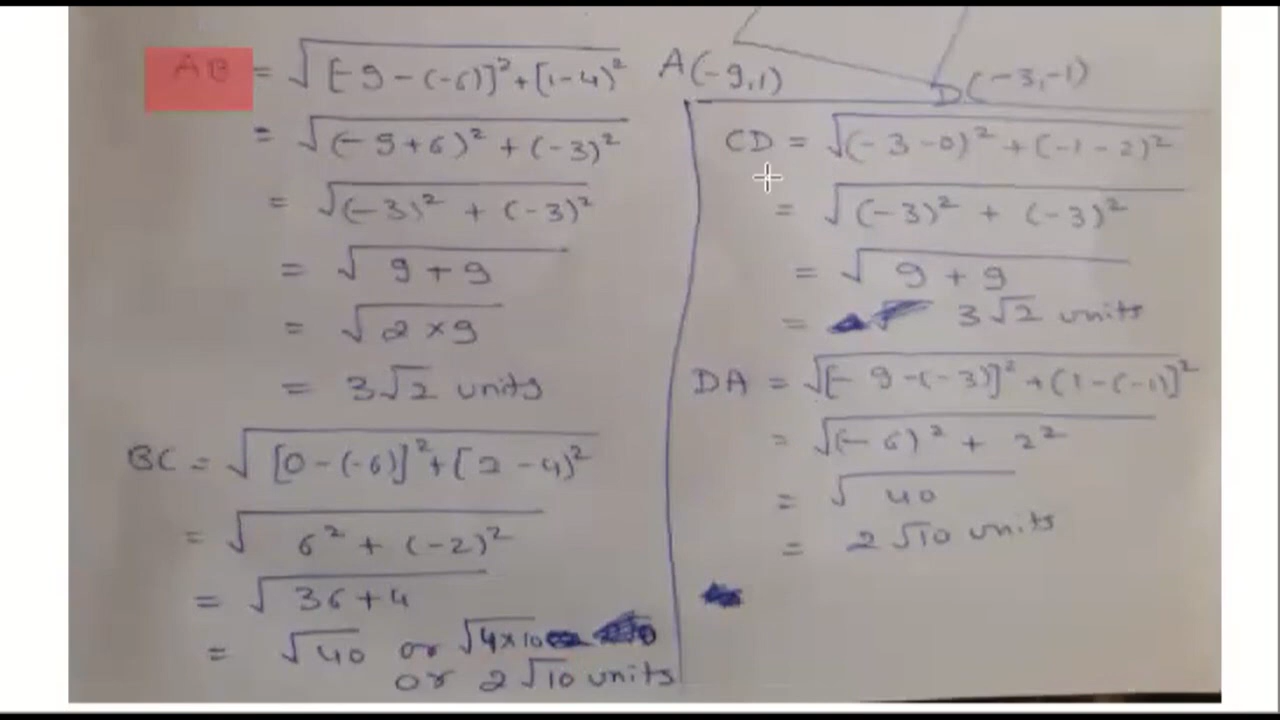 AB = √[-9-(-6)]²+[1-4)²
= √(-9+6)²+(-3)²
= √(-3)² + (-3)²
= √9+9
= √2×9
= 3√2 units
BC = √[0-(-6)]²+[2-4)²
= √6²+(-2)²
= √36+4
= √40 or √4×10
or 2√10 units
A(-9,1)
D(-3,-1)
CD = √(-3-0)²+(-1-2)²
= √(-3)² + (-3)²
= √9+9
= 3√2 units
DA = √[-9-(-3)]²+(1-(-1)]²
= √(-6)² + 2²
= √40
= 2√10 units